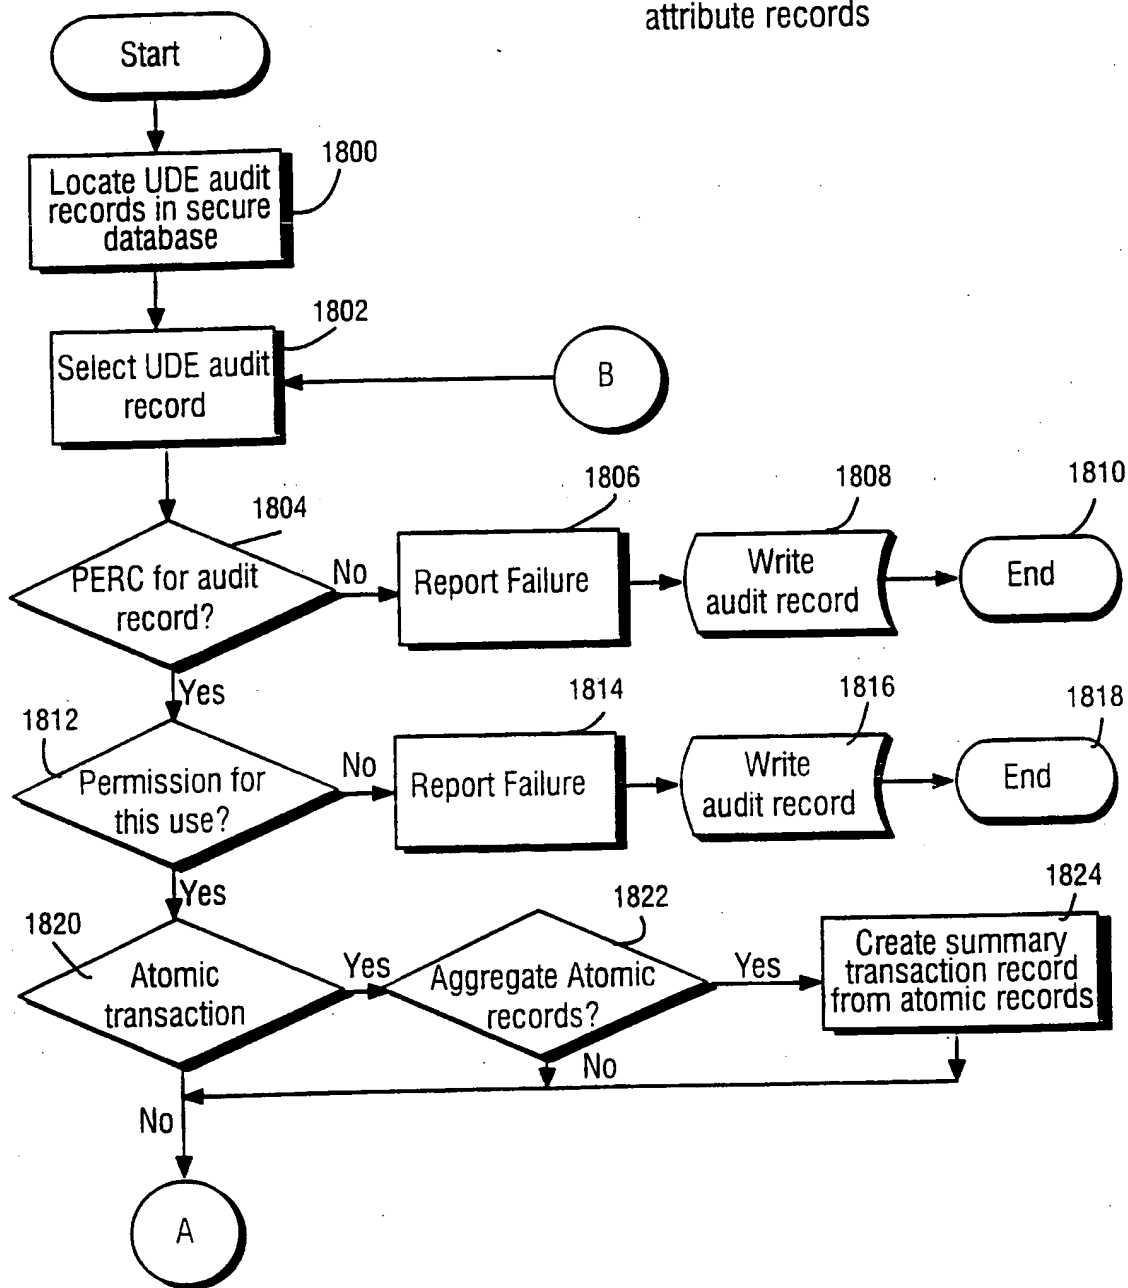 attribute records
Start
1800
Locate UDE audit
records in secure
database
1802
Select UDE audit
record
B
1804
PERC for audit
record?
No
1806
Report Failure
1808
Write
audit record
1810
End
Yes
1812
Permission for
this use?
No
1814
Report Failure
1816
Write
audit record
1818
End
Yes
1820
Atomic
transaction
Yes
1822
Aggregate Atomic
records?
Yes
1824
Create summary
transaction record
from atomic records
No
No
A